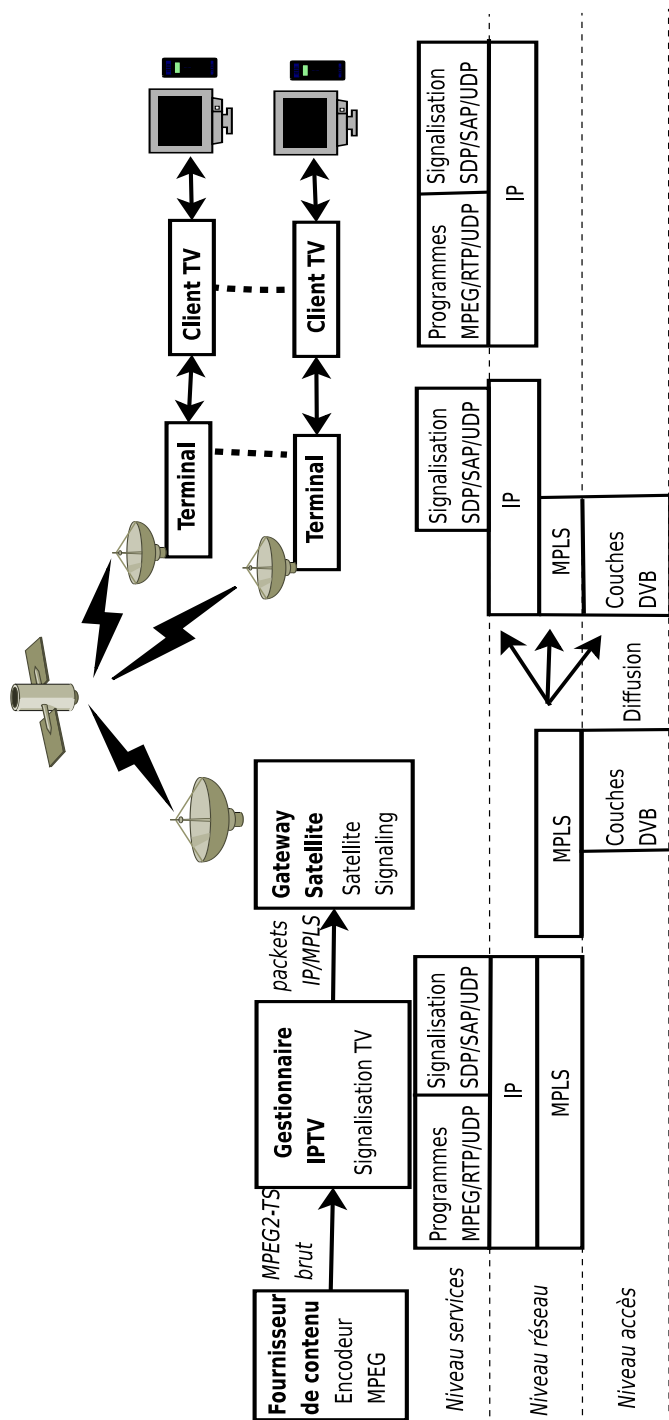 Fournisseur
de contenu
Encodeur
MPEG
MPEG2-TS
brut
Gestionnaire
IPTV
Signalisation TV
packets
IP/MPLS
Gateway
Satellite
Satellite
Signaling
Terminal
Client TV
Terminal
Client TV
Niveau services
Programmes
MPEG/RTP/UDP
Signalisation
SDP/SAP/UDP
Signalisation
SDP/SAP/UDP
Programmes
MPEG/RTP/UDP
Signalisation
SDP/SAP/UDP
Niveau réseau
IP
MPLS
MPLS
IP
MPLS
IP
Niveau accès
Couches
DVB
Diffusion
Couches
DVB